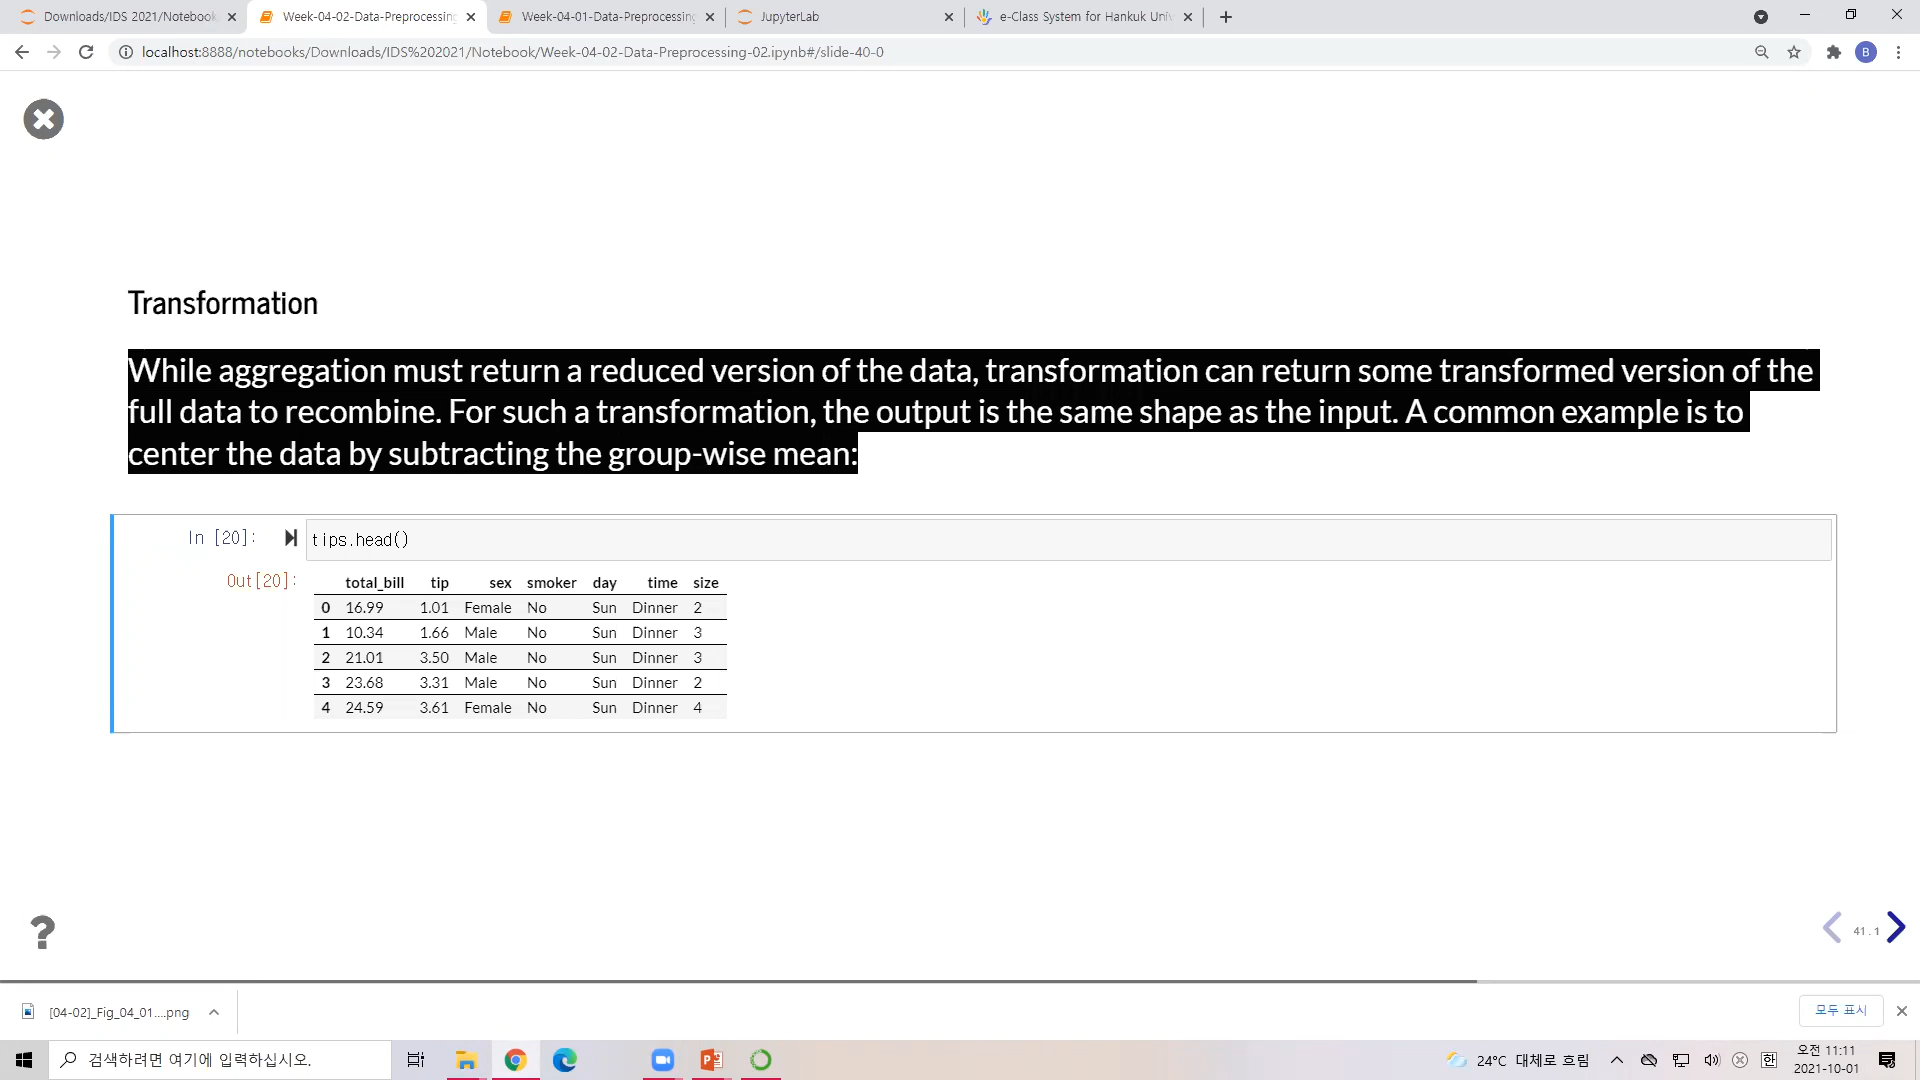 Downloads/IDS 2021/Notebook
Week-04-02-Data-Preprocessing
Week-04-01-Data-Preprocessing
JupyterLab
e-Class System for Hankuk Univ
localhost:8888/notebooks/Downloads/IDS%202021/Notebook/Week-04-02-Data-Preprocessing-02.ipynb#/slide-40-0
B
Transformation
While aggregation must return a reduced version of the data, transformation can return some transformed version of the
full data to recombine. For such a transformation, the output is the same shape as the input. A common example is to
center the data by subtracting the group-wise mean:
In [20]: tips.head()
Out[20]:
total_bill tip sex smoker day time size
0 16.99 1.01 Female No Sun Dinner 2
1 10.34 1.66 Male No Sun Dinner 3
2 21.01 3.50 Male No Sun Dinner 3
3 23.68 3.31 Male No Sun Dinner 2
4 24.59 3.61 Female No Sun Dinner 4
?
41.1
[04-02]_Fig_04_01....png
모두 표시
검색하려면 여기에 입력하십시오.
24°C 대체로 흐림
한
오전 11:11
2021-10-01